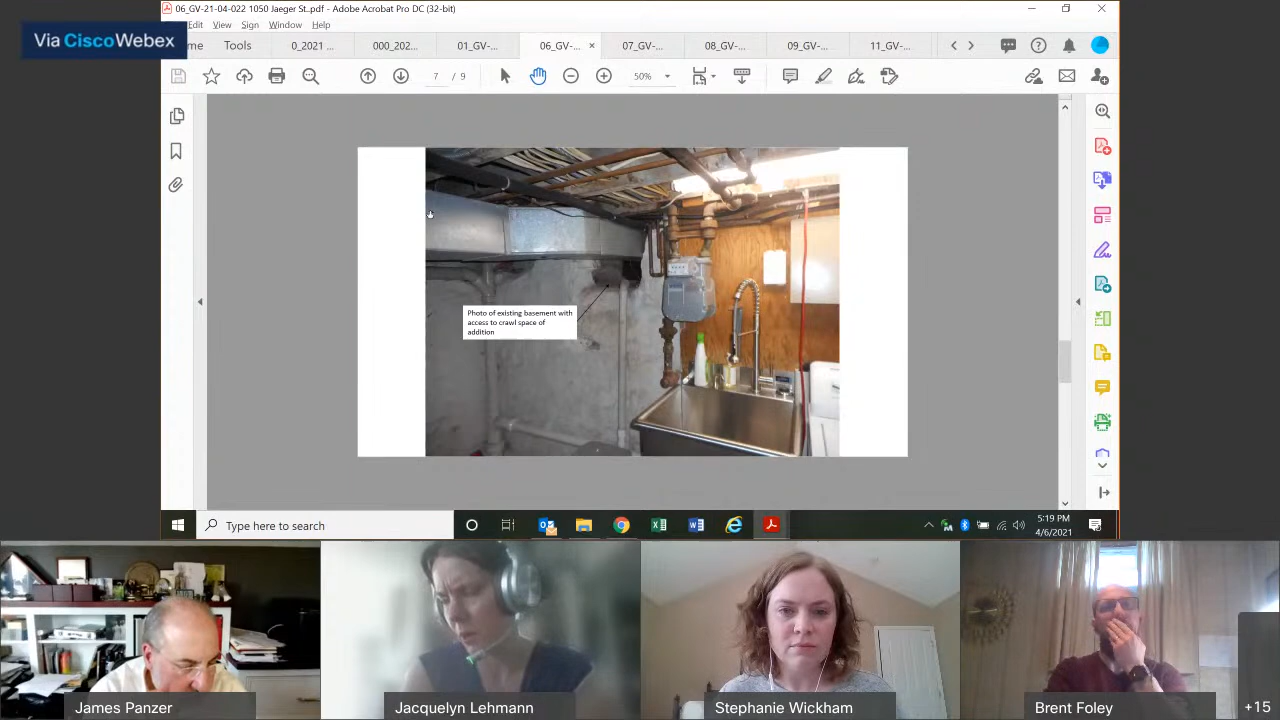 06_GV-21-04-022 1050 Jaeger St..pdf - Adobe Acrobat Pro DC (32-bit)
Edit View Sign Window Help
Via Cisco Webex
me Tools 0_2021 ... 000_202... 01_GV-... 06_GV-... × 07_GV-... 08_GV-... 09_GV-... 11_GV-...
7 / 9 50%
Photo of existing basement with
access to crawl space of
addition
Type here to search
5:19 PM
4/6/2021
James Panzer
Jacquelyn Lehmann
Stephanie Wickham
Brent Foley
+15